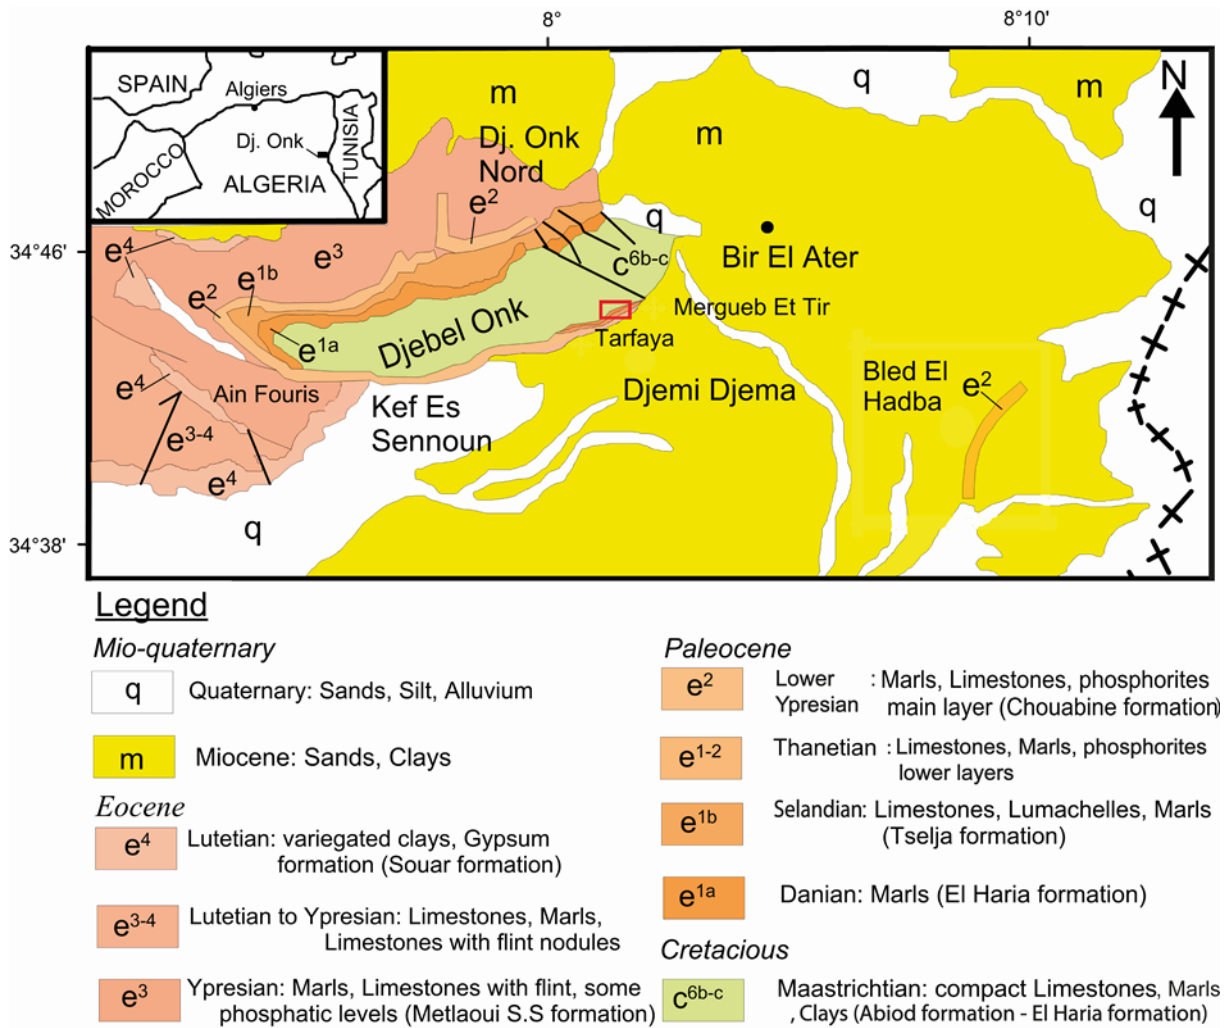 8°
8°10'
34°46'
34°38'
SPAIN
Algiers
Dj. Onk
MOROCCO
ALGERIA
TUNISIA
m
Dj. Onk
Nord
m
q
m
N
q
q
e²
e⁴
e³
e¹ᵇ
e²
c⁶ᵇ⁻ᶜ
Bir El Ater
Djebel Onk
Mergueb Et Tir
Tarfaya
e¹ᵃ
e⁴
Ain Fouris
Kef Es
Sennoun
Djemi Djema
Bled El
Hadba
e²
e³⁻⁴
e⁴
q
Legend
Mio-quaternary
q Quaternary: Sands, Silt, Alluvium
m Miocene: Sands, Clays
Eocene
e⁴ Lutetian: variegated clays, Gypsum
formation (Souar formation)
e³⁻⁴ Lutetian to Ypresian: Limestones, Marls,
Limestones with flint nodules
e³ Ypresian: Marls, Limestones with flint, some
phosphatic levels (Metlaoui S.S formation)
Paleocene
e² Lower : Marls, Limestones, phosphorites
Ypresian main layer (Chouabine formation)
e¹⁻² Thanetian : Limestones, Marls, phosphorites
lower layers
e¹ᵇ Selandian: Limestones, Lumachelles, Marls
(Tselja formation)
e¹ᵃ Danian: Marls (El Haria formation)
Cretacious
c⁶ᵇ⁻ᶜ Maastrichtian: compact Limestones, Marls
, Clays (Abiod formation - El Haria formation)